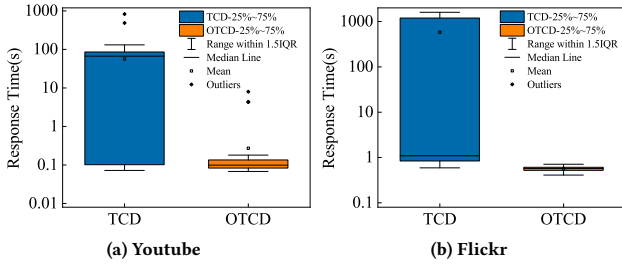 Response Time(s)
1000
100
10
1
0.1
0.01
TCD-25%~75%
OTCD-25%~75%
Range within 1.5IQR
Median Line
Mean
Outliers
TCD
OTCD
(a) Youtube
Response Time(s)
1000
100
10
1
0.1
TCD-25%~75%
OTCD-25%~75%
Range within 1.5IQR
Median Line
Mean
Outliers
TCD
OTCD
(b) Flickr